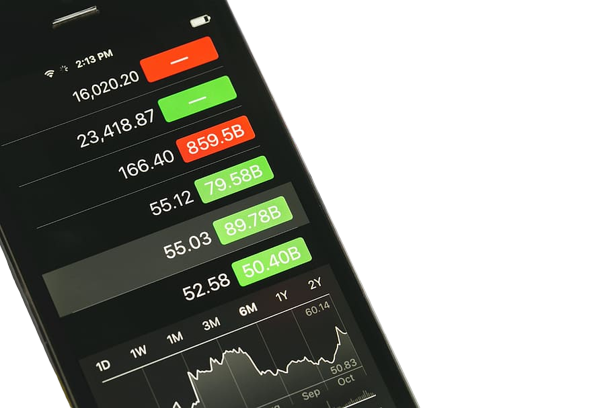 2:13 PM
16,020.20 —
23,418.87 —
166.40 859.5B
55.12 79.58B
55.03 89.78B
52.58 50.40B
1D 1W 1M 3M 6M 1Y 2Y
60.14
50.83
Sep Oct